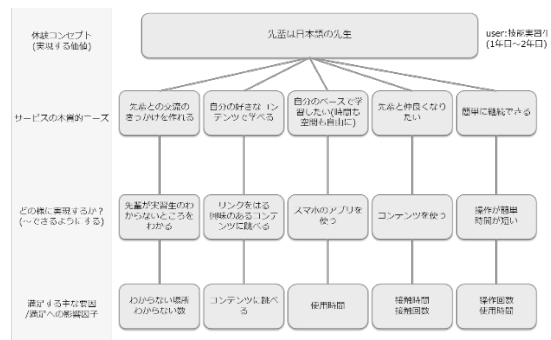 体験コンセプト
(実現する価値)
先輩は日本語の先生
user:技能実習生
(1年目～2年目)
サービスの本質的ニーズ
先輩との交流の
きっかけを作れる
自分の好きなコン
テンツで学べる
自分のペースで学
習したい(時間も
空間も自由に)
先輩と仲良くなり
たい
簡単に継続できる
どの様に実現するか？
(～できるようにする)
先輩が実習生のわ
からないところを
わかる
リンクをはる
興味のあるコンテ
ンツに跳べる
スマホのアプリを
使う
コンテンツを使う
操作が簡単
時間が短い
満足する主な要因
/満足への影響因子
わからない場所
わからない数
コンテンツに跳べ
る
使用時間
接触時間
接触回数
操作回数
使用時間